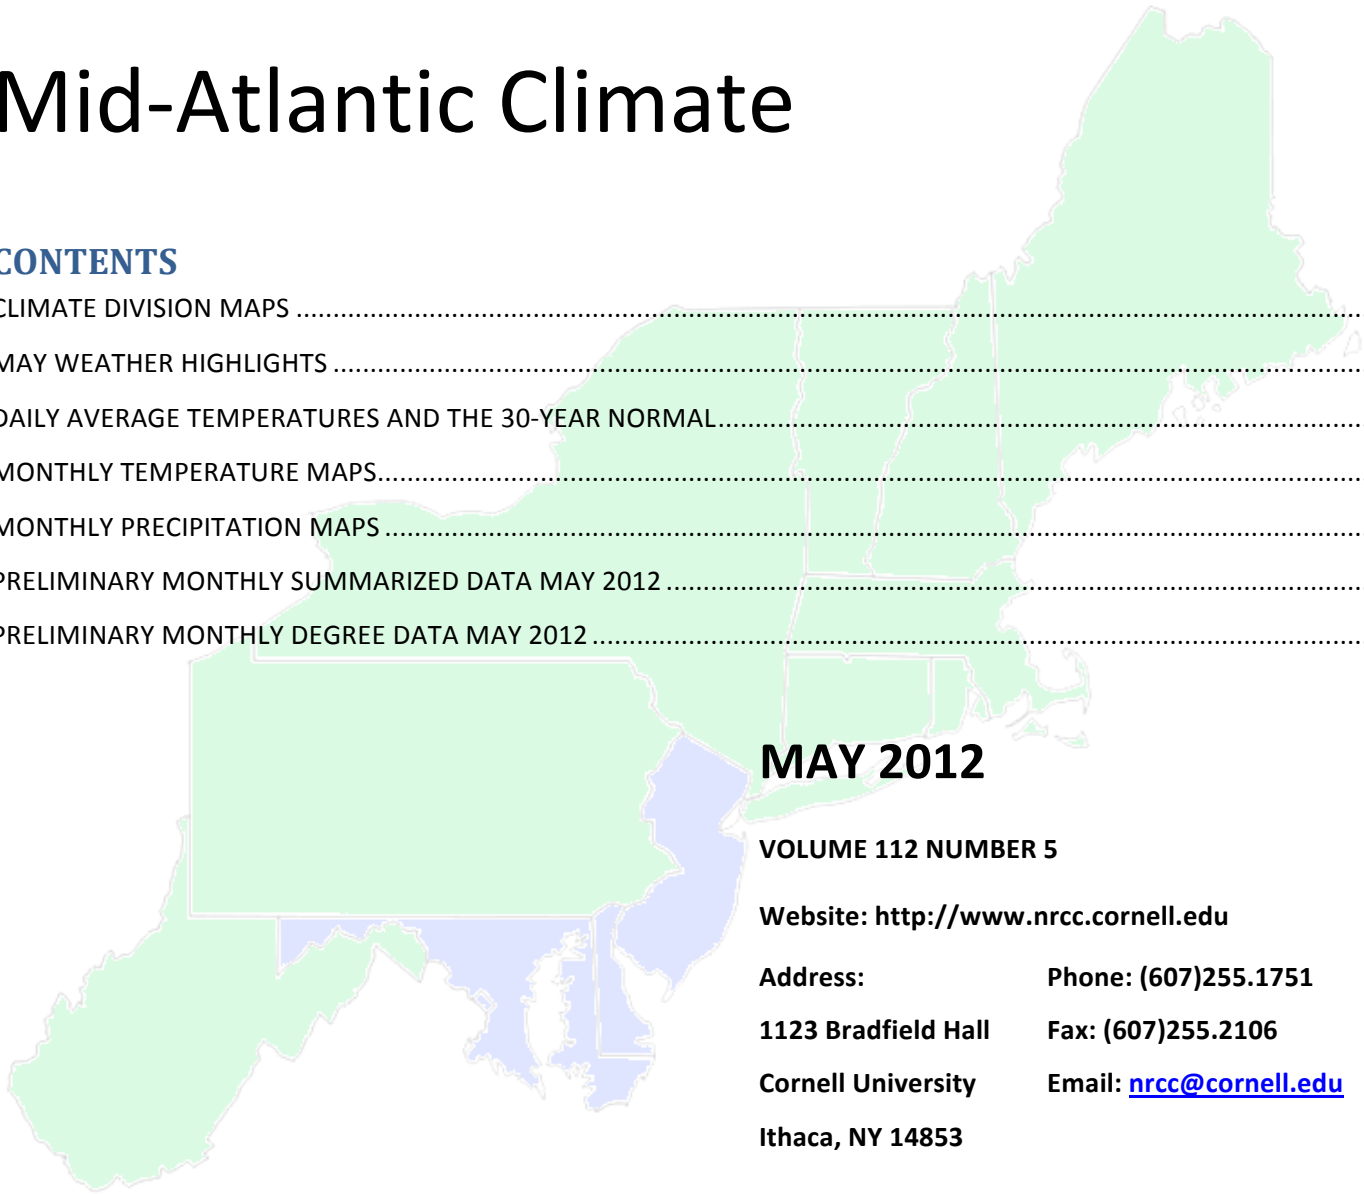 Mid-Atlantic Climate
CONTENTS
CLIMATE DIVISION MAPS ................................................................
MAY WEATHER HIGHLIGHTS ................................................................
DAILY AVERAGE TEMPERATURES AND THE 30-YEAR NORMAL................................................................
MONTHLY TEMPERATURE MAPS................................................................
MONTHLY PRECIPITATION MAPS ................................................................
PRELIMINARY MONTHLY SUMMARIZED DATA MAY 2012 ................................................................
PRELIMINARY MONTHLY DEGREE DATA MAY 2012 ................................................................
MAY 2012
VOLUME 112 NUMBER 5
Website: http://www.nrcc.cornell.edu
Address: Phone: (607)255.1751
1123 Bradfield Hall Fax: (607)255.2106
Cornell University Email: nrcc@cornell.edu
Ithaca, NY 14853